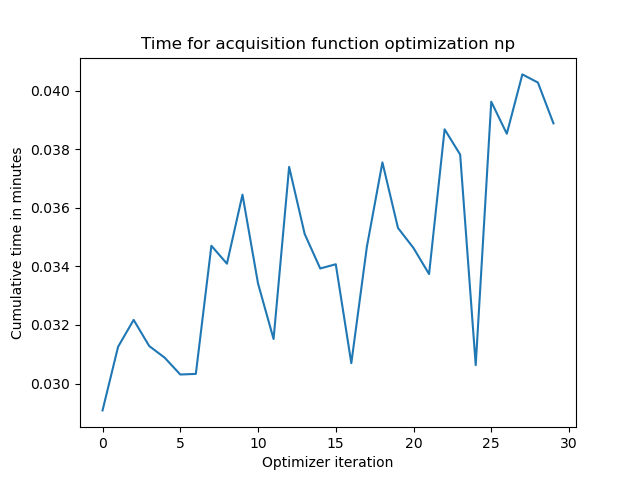 Time for acquisition function optimization np
Cumulative time in minutes
0.040
0.038
0.036
0.034
0.032
0.030
0 5 10 15 20 25 30
Optimizer iteration